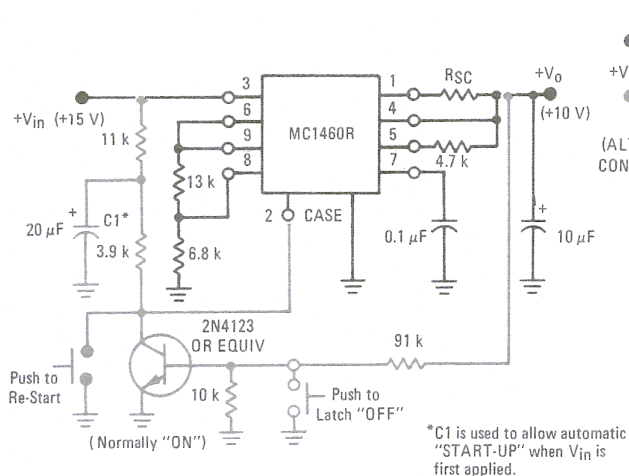 +Vin (+15 V)
11 k
20 µF
+
C1*
3.9 k
3
6
9
8
13 k
6.8 k
2
CASE
MC1460R
1
4
5
7
RSC
4.7 k
0.1 µF
+Vo
(+10 V)
+
10 µF
+V
(AL
CON
2N4123
OR EQUIV
91 k
10 k
Push to
Re-Start
(Normally "ON")
Push to
Latch "OFF"
*C1 is used to allow automatic
"START-UP" when Vin is
first applied.